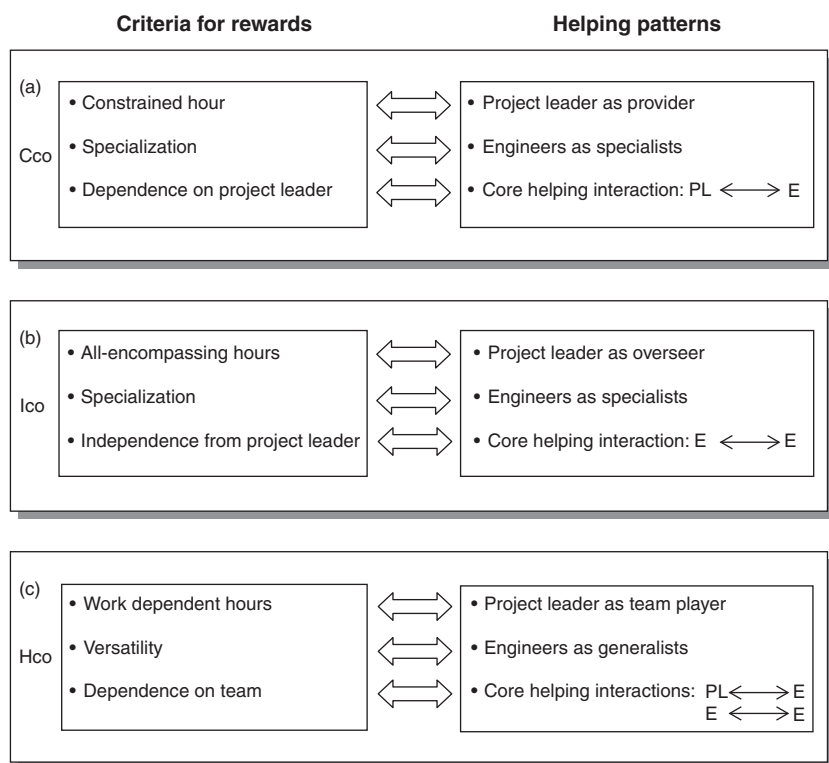 Criteria for rewards
Helping patterns
(a)
Cco
• Constrained hour
• Specialization
• Dependence on project leader
• Project leader as provider
• Engineers as specialists
• Core helping interaction: PL ⟷ E
(b)
Ico
• All-encompassing hours
• Specialization
• Independence from project leader
• Project leader as overseer
• Engineers as specialists
• Core helping interaction: E ⟷ E
(c)
Hco
• Work dependent hours
• Versatility
• Dependence on team
• Project leader as team player
• Engineers as generalists
• Core helping interactions: PL ⟷ E
E ⟷ E